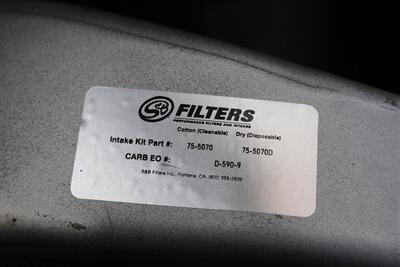 S&B FILTERS
PERFORMANCE FILTERS AND INTAKES
Cotton (Cleanable) Dry (Disposable)
Intake Kit Part #: 75-5070 75-5070D
CARB EO #: D-590-9
S&B Filters Inc., Fontana, CA. (800) 358-2639